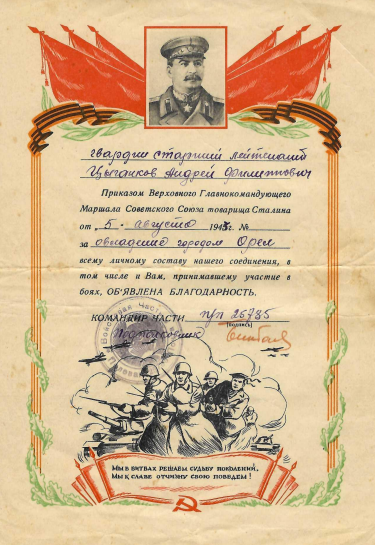 гвардии старший лейтенант
Цыганков Андрей Филиппович
Приказом Верховного Главнокомандующего
Маршала Советского Союза товарища Сталина
от „5“ августа 1943г. №
за овладение городом Орел
всему личному составу нашего соединения, в
том числе и Вам, принимавшему участие в
боях, ОБ'ЯВЛЕНА БЛАГОДАРНОСТЬ.
КОМАНДИР ЧАСТИ п/п 26785
(подпись)
подполковник
МЫ В БИТВАХ РЕШАЕМ СУДЬБУ ПОКОЛЕНИЙ,
МЫ К СЛАВЕ ОТЧИЗНУ СВОЮ ПОВЕДЕМ!